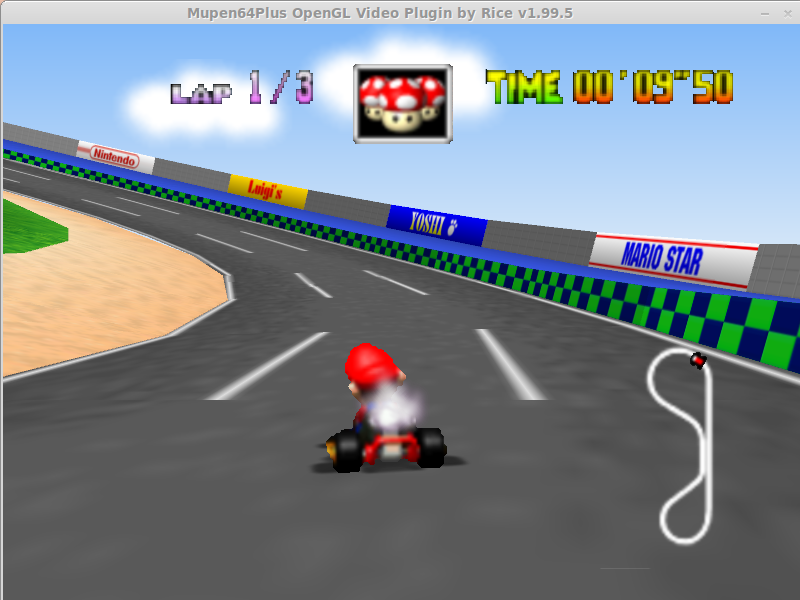 Mupen64Plus OpenGL Video Plugin by Rice v1.99.5
LAP 1/3
TIME 00'09"50
Nintendo
Luigi's
YOSHI
MARIO STAR